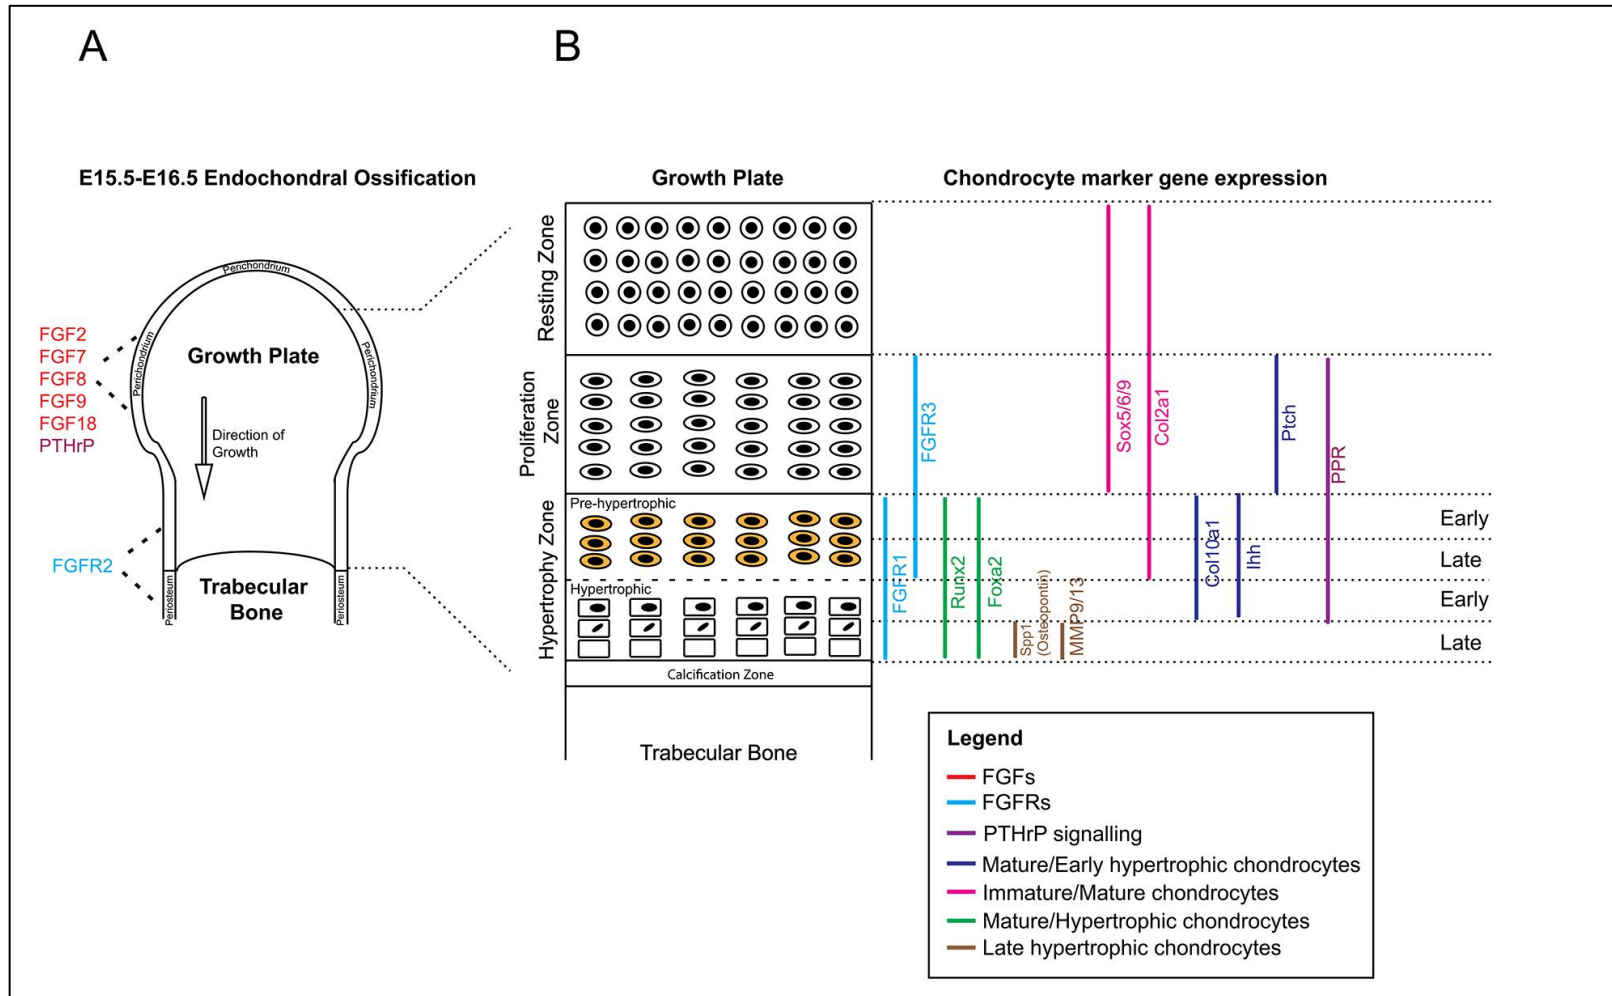 A
B
E15.5-E16.5 Endochondral Ossification
Growth Plate
Chondrocyte marker gene expression
Perichondrium
Perichondrium
Perichondrium
FGF2
FGF7
FGF8
FGF9
FGF18
PTHrP
Growth Plate
Direction of
Growth
FGFR2
Periosteum
Periosteum
Trabecular
Bone
Resting Zone
Proliferation
Zone
Hypertrophy Zone
Pre-hypertrophic
Hypertrophic
Calcification Zone
Trabecular Bone
FGFR1
FGFR3
Runx2
Foxa2
Spp1
(Osteopontin)
MMP9/13
Sox5/6/9
Col2a1
Col10a1
Ihh
Ptch
PPR
Early
Late
Early
Late
Legend
FGFs
FGFRs
PTHrP signalling
Mature/Early hypertrophic chondrocytes
Immature/Mature chondrocytes
Mature/Hypertrophic chondrocytes
Late hypertrophic chondrocytes